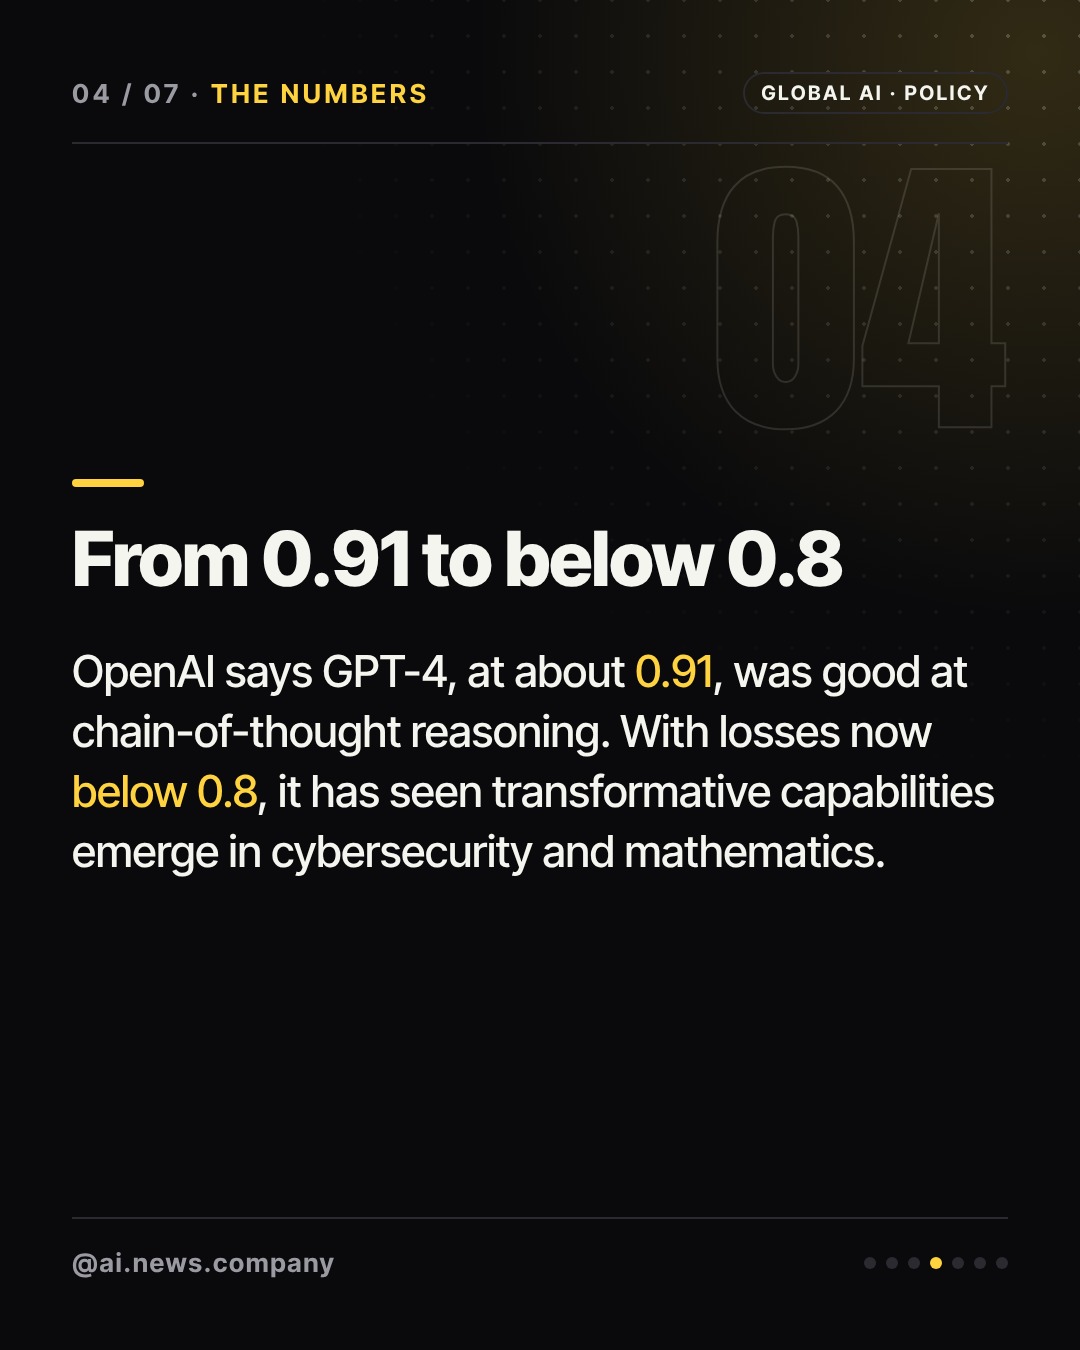 04 / 07 · THE NUMBERS
GLOBAL AI · POLICY
04
From 0.91 to below 0.8
OpenAI says GPT-4, at about 0.91, was good at
chain-of-thought reasoning. With losses now
below 0.8, it has seen transformative capabilities
emerge in cybersecurity and mathematics.
@ai.news.company